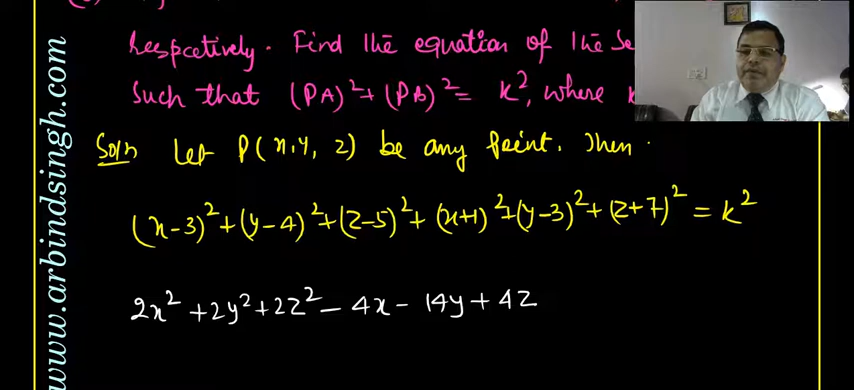 Respcetively. Find the equation of the Se
Such that (PA)² + (PB)² = K², where K
Soln Let P(x, y, z) be any point. Then
(x-3)² + (y-4)² + (z-5)² + (x+1)² + (y-3)² + (z+7)² = k²
2x² + 2y² + 2z² - 4x - 14y + 4z
www.arbindsingh.com